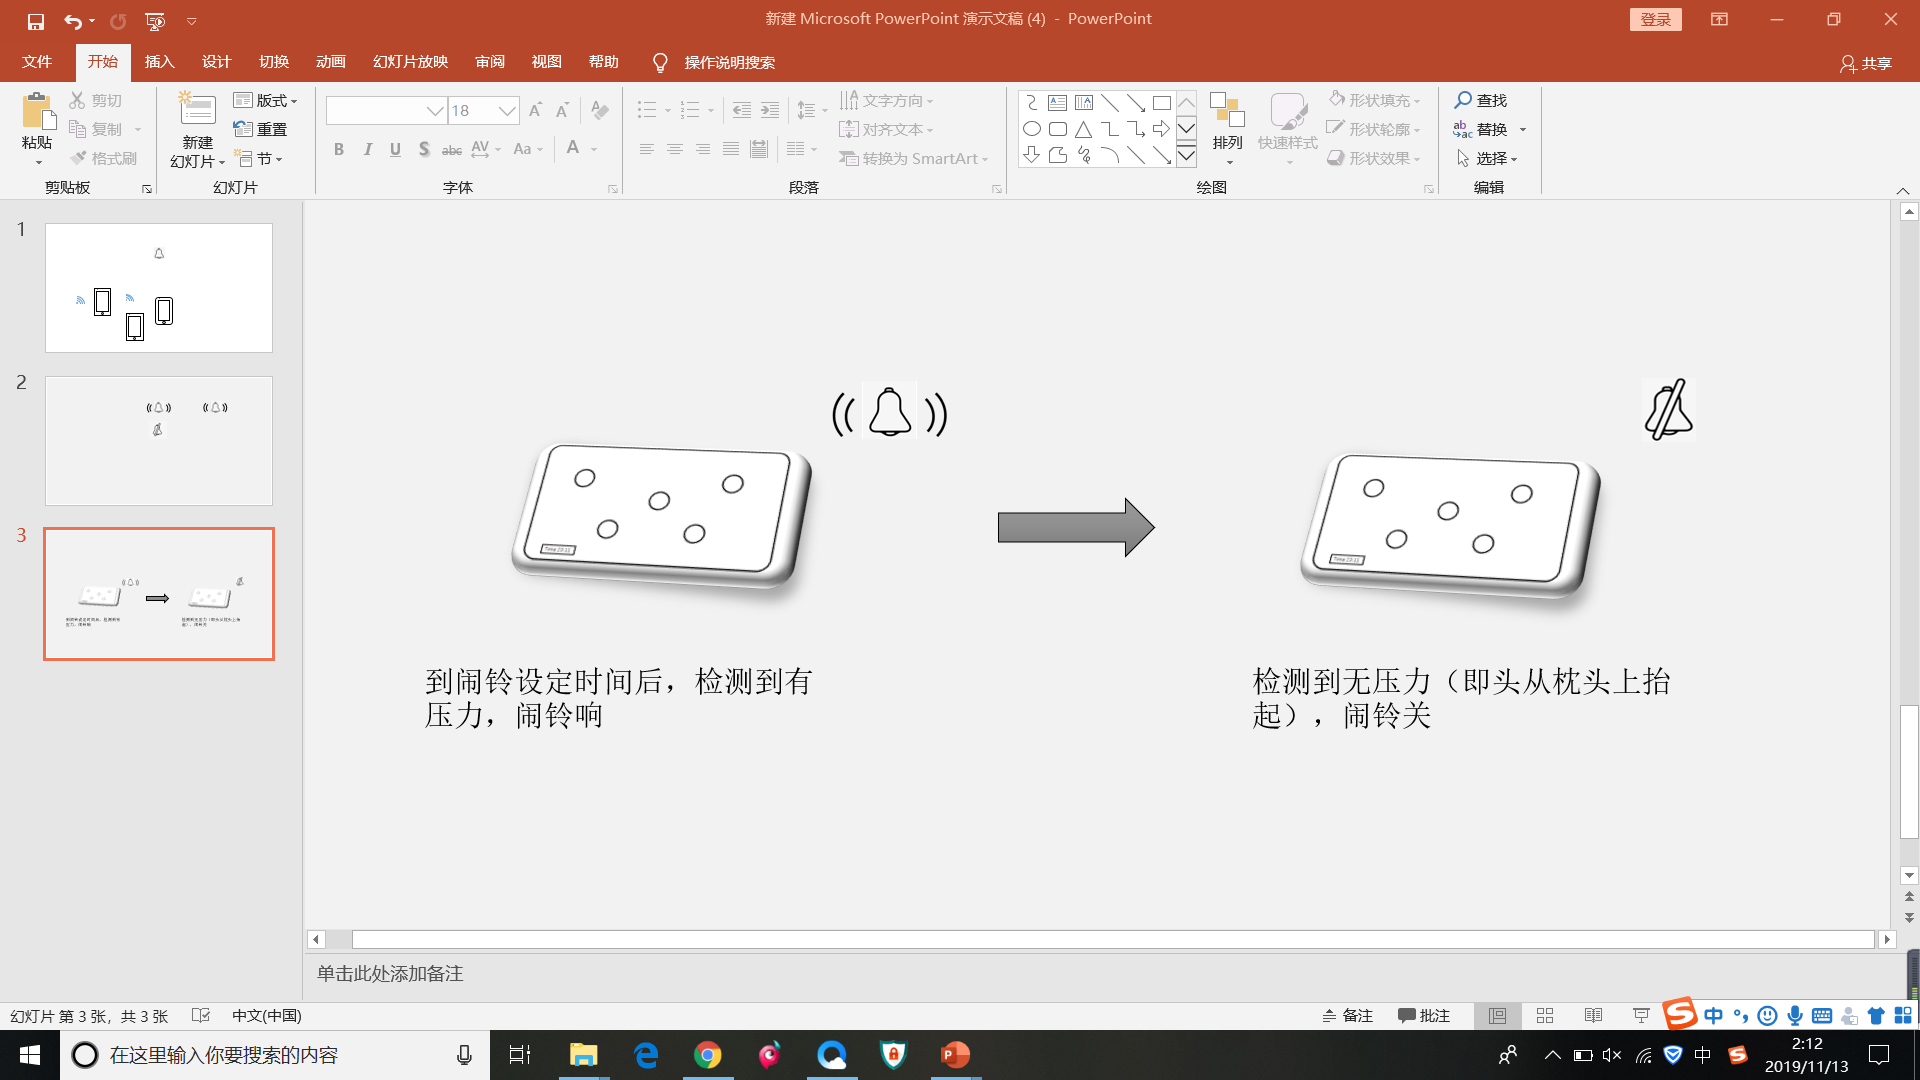 新建 Microsoft PowerPoint 演示文稿 (4) - PowerPoint
登录
文件 开始 插入 设计 切换 动画 幻灯片放映 审阅 视图 帮助 操作说明搜索
共享
粘贴
剪切
复制
格式刷
剪贴板
新建
幻灯片
版式
重置
节
幻灯片
18
B I U S abc AV Aa A
字体
文字方向
对齐文本
转换为 SmartArt
段落
排列
快速样式
形状填充
形状轮廓
形状效果
绘图
查找
替换
选择
编辑
1
2
3
到闹铃设定时间后，检测到有
压力，闹铃响
检测到无压力（即头从枕头上抬
起），闹铃关
单击此处添加备注
幻灯片 第 3 张，共 3 张 中文(中国)
备注 批注
中
在这里输入你要搜索的内容
中
2:12
2019/11/13